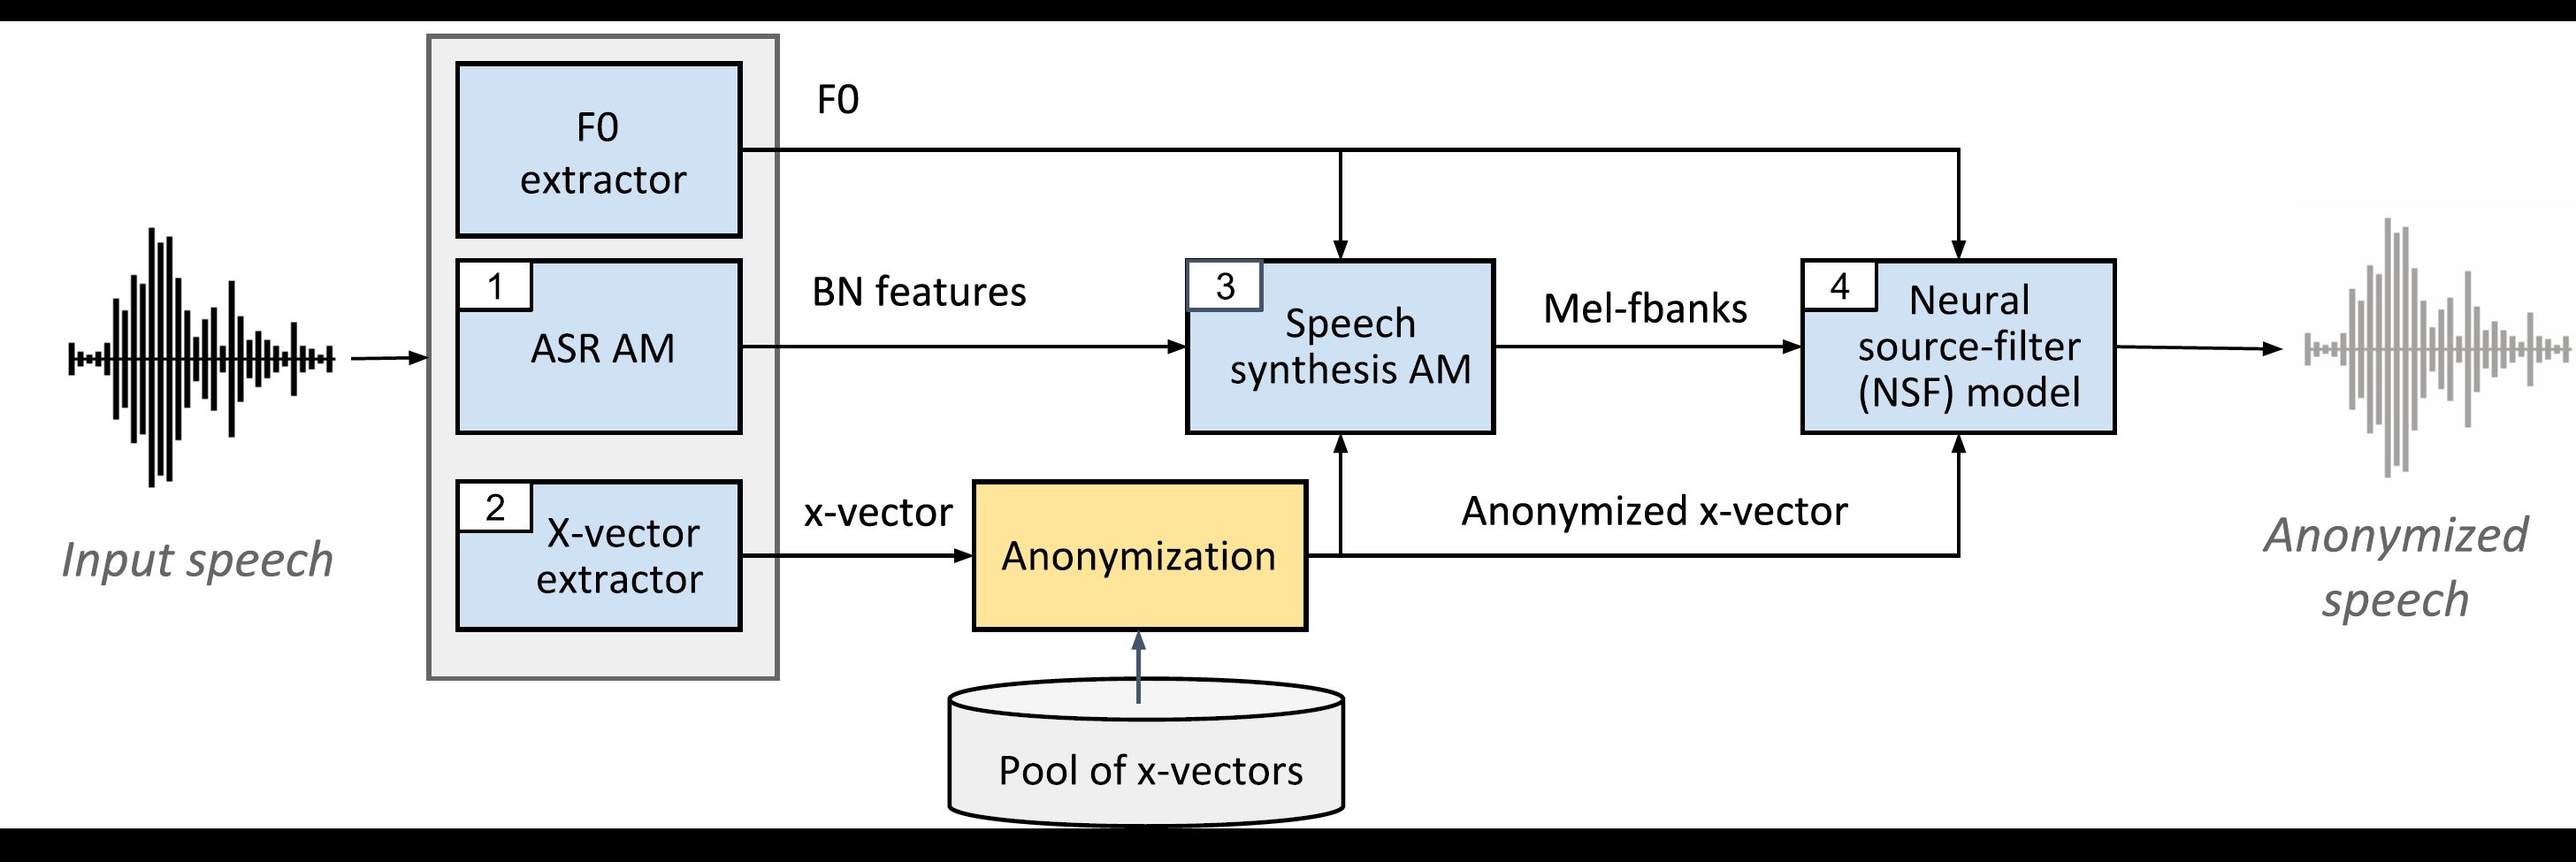 F0
extractor
F0
1
ASR AM
BN features
3
Speech
synthesis AM
Mel-fbanks
4
Neural
source-filter
(NSF) model
2
X-vector
extractor
x-vector
Anonymization
Anonymized x-vector
Pool of x-vectors
Input speech
Anonymized
speech